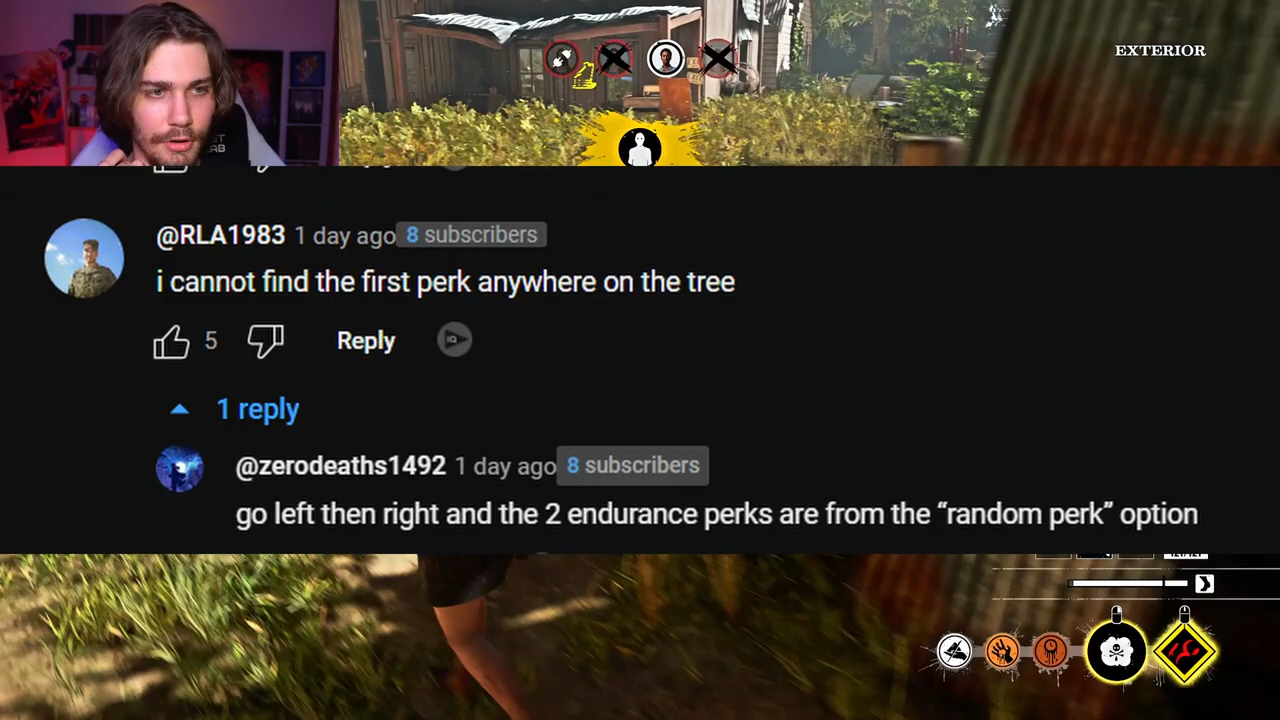 EXTERIOR
@RLA1983 1 day ago 8 subscribers
i cannot find the first perk anywhere on the tree
5 Reply
1 reply
@zerodeaths1492 1 day ago 8 subscribers
go left then right and the 2 endurance perks are from the “random perk” option